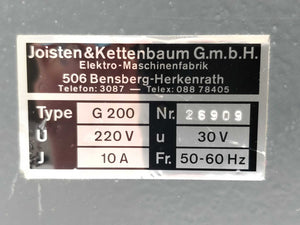 Joisten & Kettenbaum G.m.b.H.
Elektro-Maschinenfabrik
506 Bensberg-Herkenrath
Telefon: 3087 — Telex: 088 78405
Type G 200 Nr. 26909
U 220 V u 30 V
J 10 A Fr. 50-60 Hz